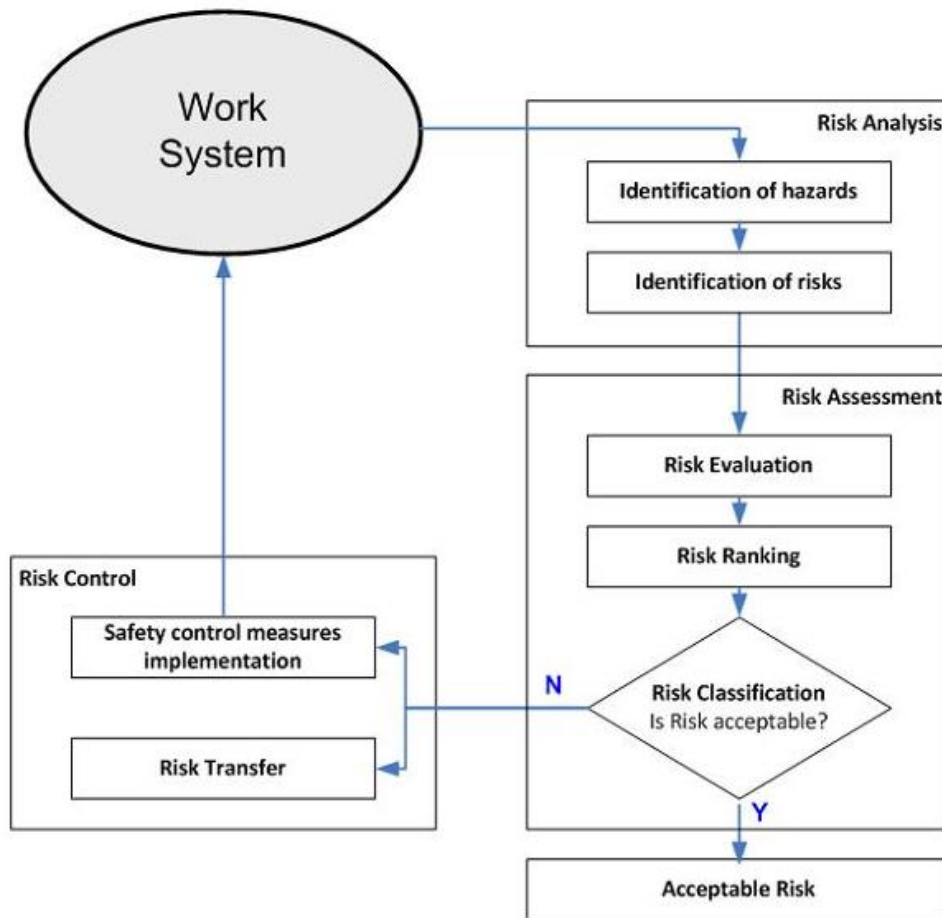 Work
System
Risk Analysis
Identification of hazards
Identification of risks
Risk Assessment
Risk Evaluation
Risk Ranking
Risk Control
Safety control measures
implementation
N
Risk Classification
Is Risk acceptable?
Risk Transfer
Y
Acceptable Risk